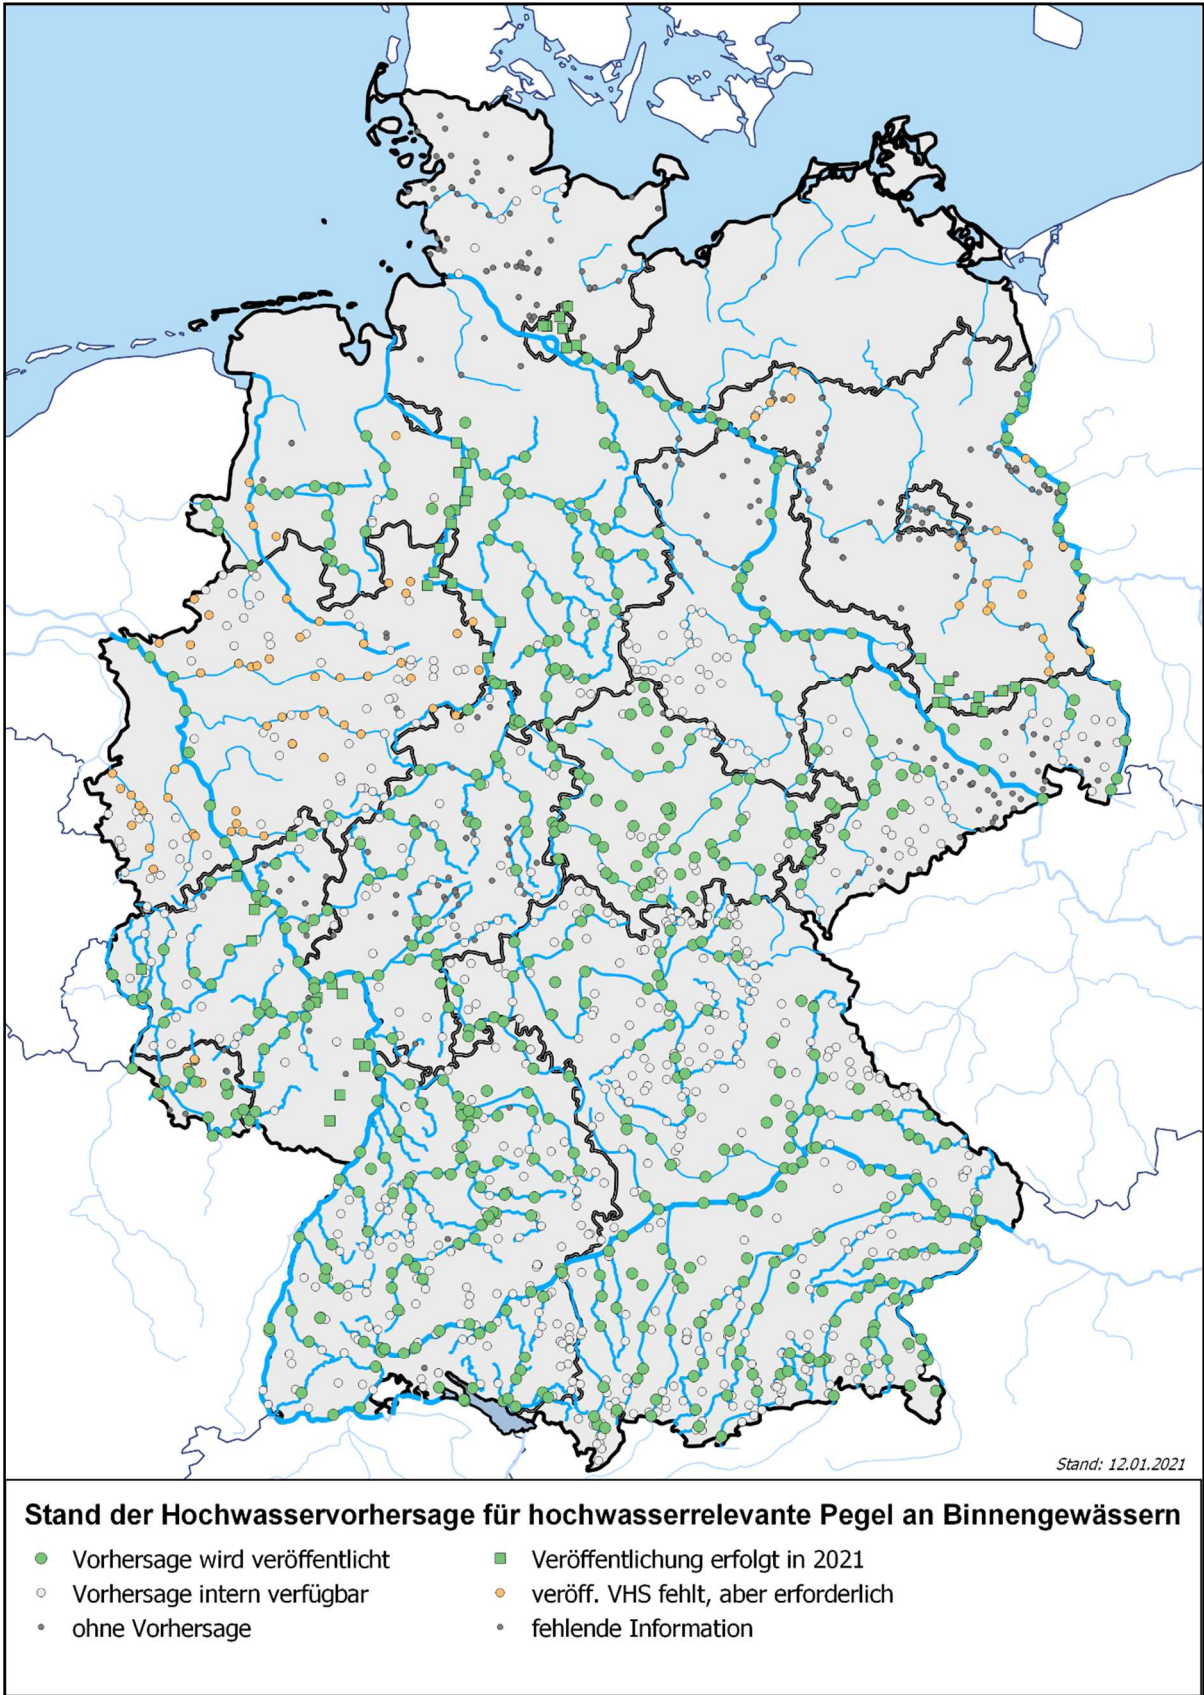 Stand: 12.01.2021
Stand der Hochwasservorhersage für hochwasserrelevante Pegel an Binnengewässern
Vorhersage wird veröffentlicht
Veröffentlichung erfolgt in 2021
Vorhersage intern verfügbar
veröff. VHS fehlt, aber erforderlich
ohne Vorhersage
fehlende Information